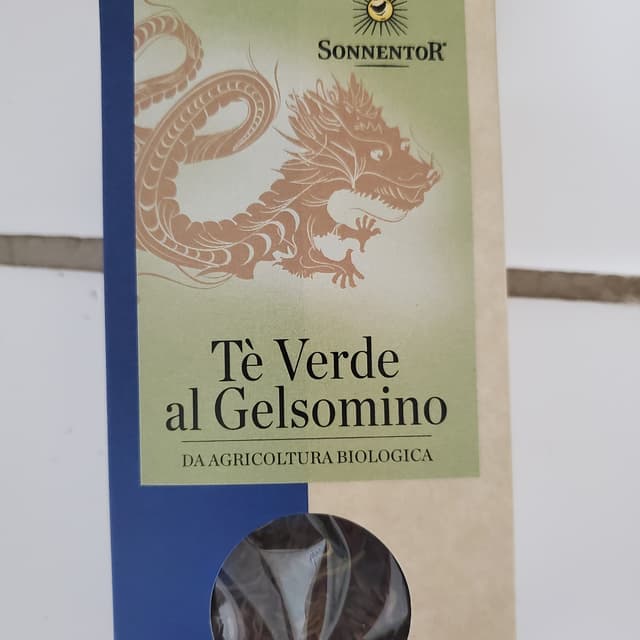 SONNENTOR
Tè Verde
al Gelsomino
DA AGRICOLTURA BIOLOGICA